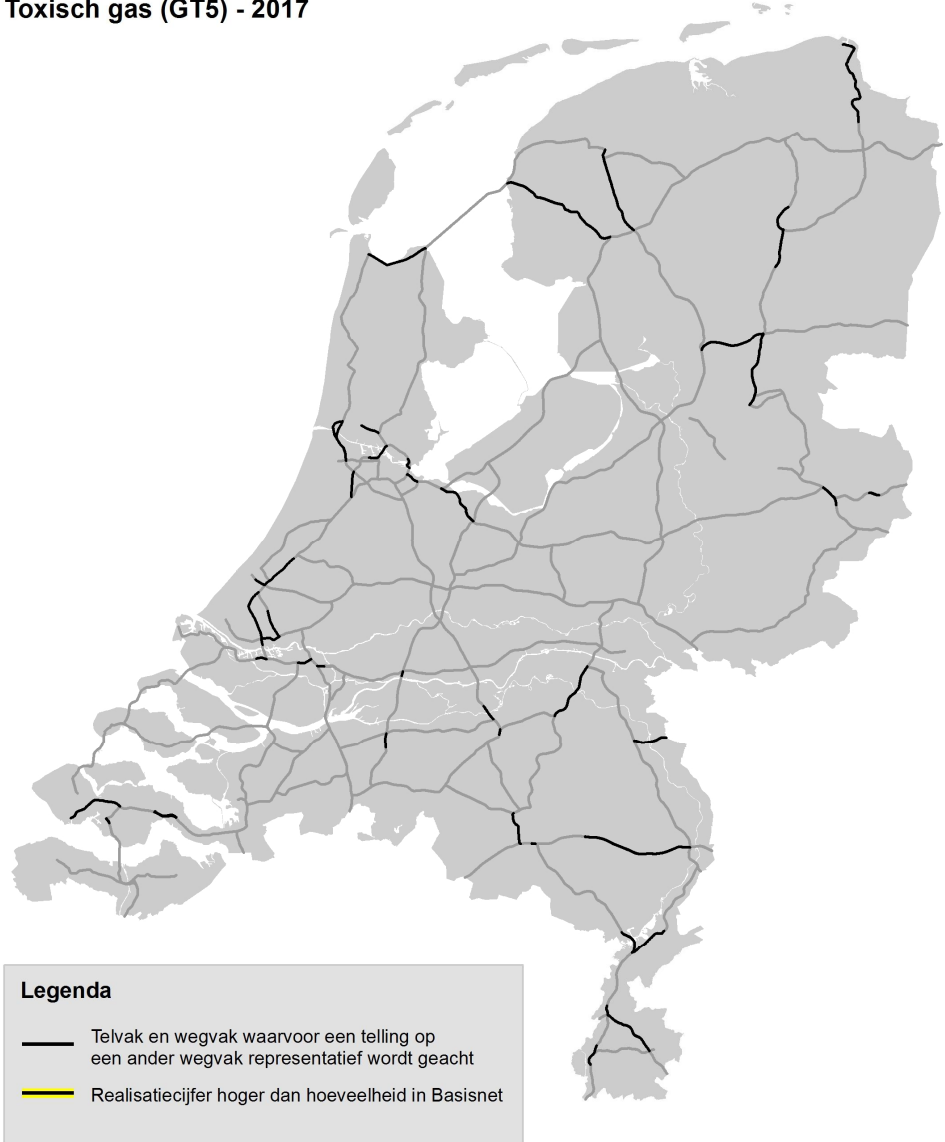 Toxisch gas (GT5) - 2017
Legenda
Telvak en wegvak waarvoor een telling op
een ander wegvak representatief wordt geacht
Realisatiecijfer hoger dan hoeveelheid in Basisnet